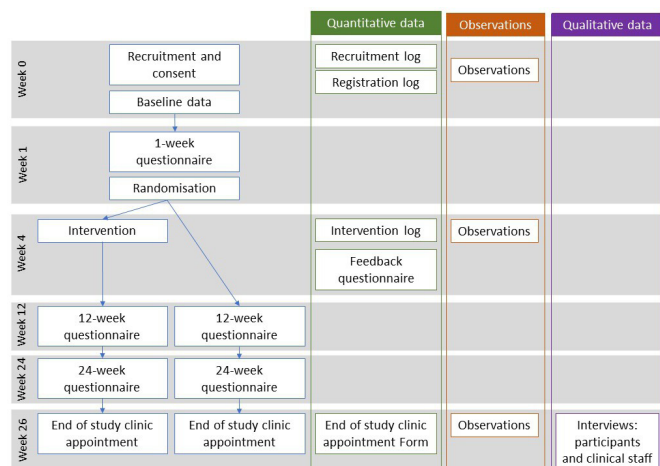 Quantitative data
Observations
Qualitative data
Week 0
Recruitment and
consent
Baseline data
Recruitment log
Registration log
Observations
Week 1
1-week
questionnaire
Randomisation
Week 4
Intervention
Intervention log
Feedback
questionnaire
Observations
Week 12
12-week
questionnaire
12-week
questionnaire
Week 24
24-week
questionnaire
24-week
questionnaire
Week 26
End of study clinic
appointment
End of study clinic
appointment
End of study clinic
appointment Form
Observations
Interviews:
participants
and clinical staff